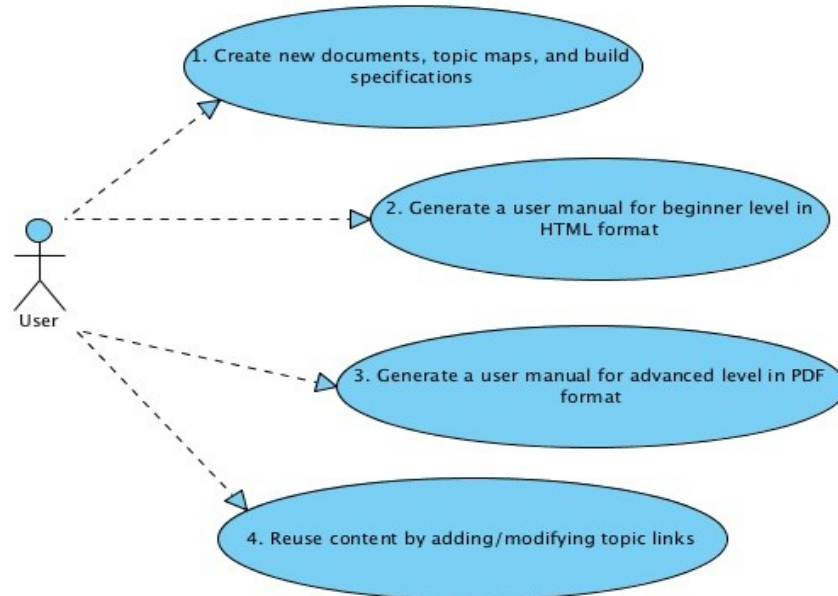 1. Create new documents, topic maps, and build
specifications
2. Generate a user manual for beginner level in
HTML format
User
3. Generate a user manual for advanced level in PDF
format
4. Reuse content by adding/modifying topic links